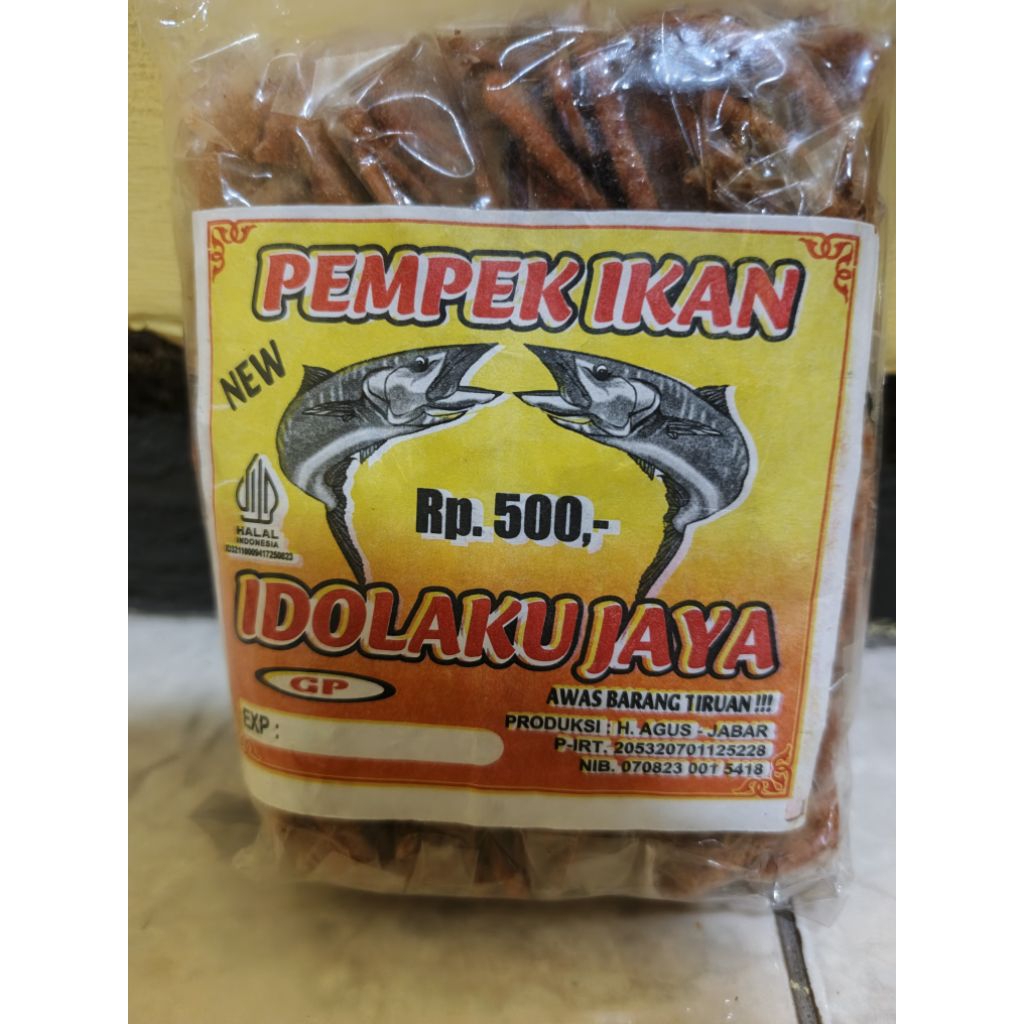 PEMPEK IKAN
NEW
Rp. 500,-
HALAL
INDONESIA
IDOLAKU JAYA
GP
AWAS BARANG TIRUAN !!!
EXP :
PRODUKSI : H. AGUS - JABAR
P-IRT. 205320701125228
NIB. 070823 001 5418